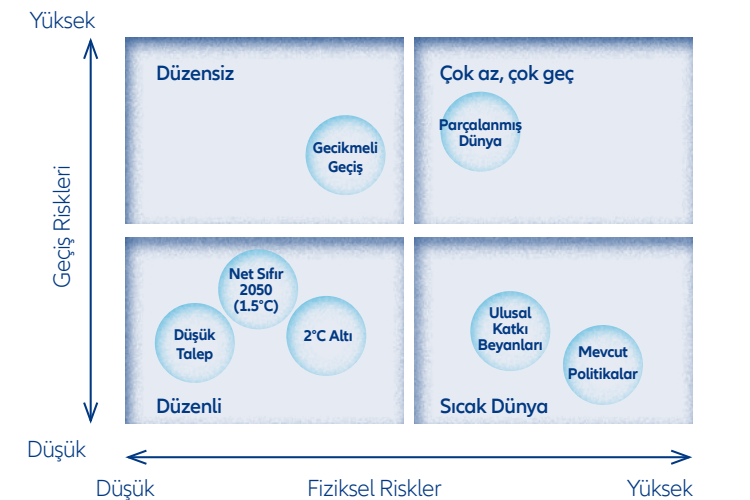 Yüksek
Düzensiz
Çok az, çok geç
Gecikmeli
Geçiş
Parçalanmış
Dünya
Geçiş Riskleri
Net Sıfır
2050
(1.5°C)
Düşük
Talep
2°C Altı
Düzenli
Ulusal
Katkı
Beyanları
Mevcut
Politikalar
Sıcak Dünya
Düşük
Düşük
Fiziksel Riskler
Yüksek